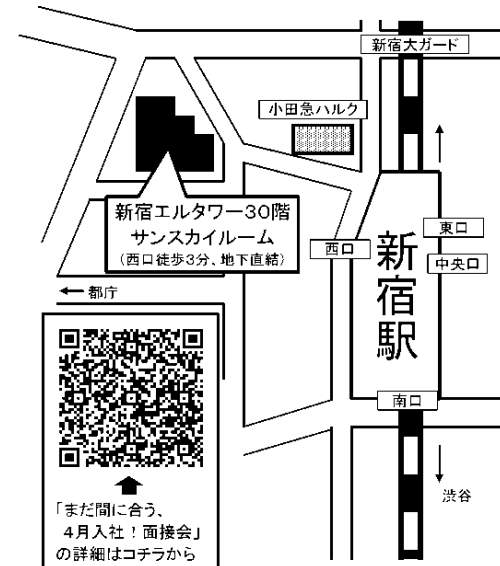 新宿大ガード
小田急ハルク
新宿エルタワー30階
サンスカイルーム
(西口徒歩3分、地下直結)
西口
東口
中央口
新宿駅
←都庁
南口
渋谷
「まだ間に合う、
4月入社!面接会」
の詳細はコチラから